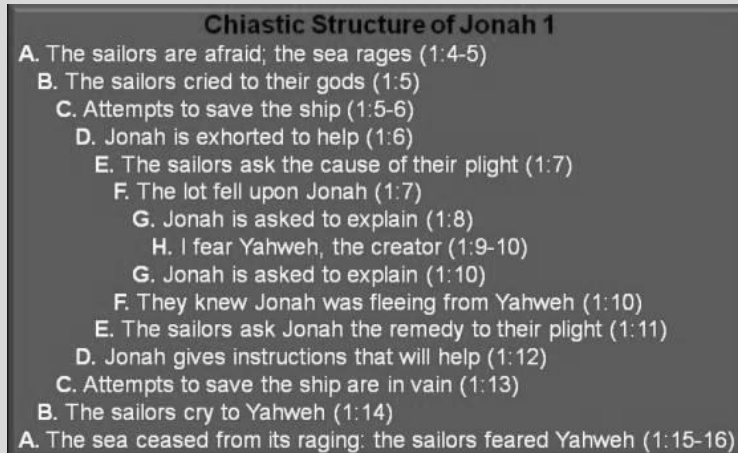 Chiastic Structure of Jonah 1
A. The sailors are afraid; the sea rages (1:4-5)
B. The sailors cried to their gods (1:5)
C. Attempts to save the ship (1:5-6)
D. Jonah is exhorted to help (1:6)
E. The sailors ask the cause of their plight (1:7)
F. The lot fell upon Jonah (1:7)
G. Jonah is asked to explain (1:8)
H. I fear Yahweh, the creator (1:9-10)
G. Jonah is asked to explain (1:10)
F. They knew Jonah was fleeing from Yahweh (1:10)
E. The sailors ask Jonah the remedy to their plight (1:11)
D. Jonah gives instructions that will help (1:12)
C. Attempts to save the ship are in vain (1:13)
B. The sailors cry to Yahweh (1:14)
A. The sea ceased from its raging: the sailors feared Yahweh (1:15-16)